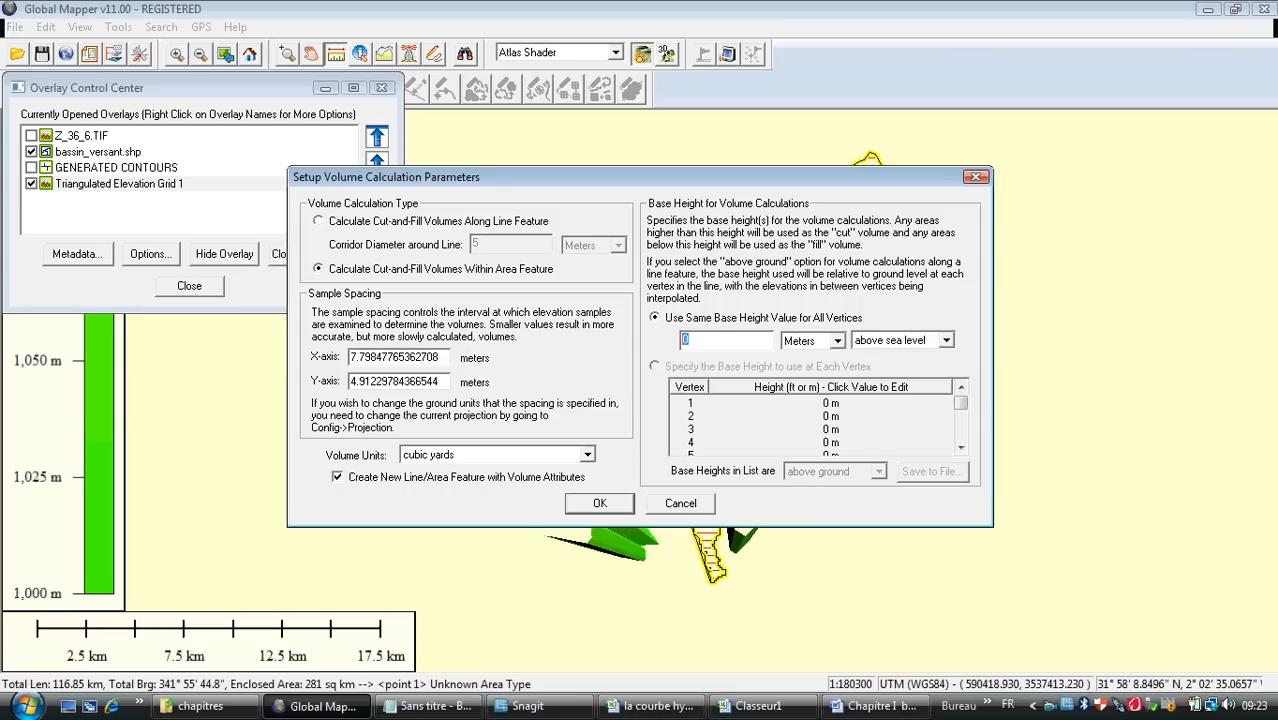 Global Mapper v11.00 - REGISTERED
File Edit View Tools Search GPS Help
Atlas Shader
Overlay Control Center
Currently Opened Overlays (Right Click on Overlay Names for More Options)
Z_36_6.TIF
bassin_versant.shp
GENERATED CONTOURS
Triangulated Elevation Grid 1
Metadata... Options... Hide Overlay Clo
Close
Setup Volume Calculation Parameters
Volume Calculation Type
Calculate Cut-and-Fill Volumes Along Line Feature
Corridor Diameter around Line: 5 Meters
Calculate Cut-and-Fill Volumes Within Area Feature
Sample Spacing
The sample spacing controls the interval at which elevation samples
are examined to determine the volumes. Smaller values result in more
accurate, but more slowly calculated, volumes.
X-axis: 7.79847765362708 meters
Y-axis: 4.91229784366544 meters
If you wish to change the ground units that the spacing is specified in,
you need to change the current projection by going to
Config->Projection.
Volume Units: cubic yards
Create New Line/Area Feature with Volume Attributes
Base Height for Volume Calculations
Specifies the base height(s) for the volume calculations. Any areas
higher than this height will be used as the "cut" volume and any areas
below this height will be used as the "fill" volume.
If you select the "above ground" option for volume calculations along a
line feature, the base height used will be relative to ground level at each
vertex in the line, with the elevations in between vertices being
interpolated.
Use Same Base Height Value for All Vertices
0 Meters above sea level
Specify the Base Height to use at Each Vertex
Vertex Height (ft or m) - Click Value to Edit
1 0 m
2 0 m
3 0 m
4 0 m
5 0 m
Base Heights in List are above ground Save to File...
OK Cancel
1,050 m
1,025 m
1,000 m
2.5 km 7.5 km 12.5 km 17.5 km
Total Len: 116.85 km, Total Brg: 341° 55' 44.8", Enclosed Area: 281 sq km --> <point 1> Unknown Area Type 1:180300 UTM (WGS84) - ( 590418.930, 3537413.230 ) 31° 58' 8.8496" N, 2° 02' 35.0657"
chapitres Global Map... Sans titre - B... Snagit la courbe hy... Classeur1 Chapitre I b... Bureau » FR 09:23